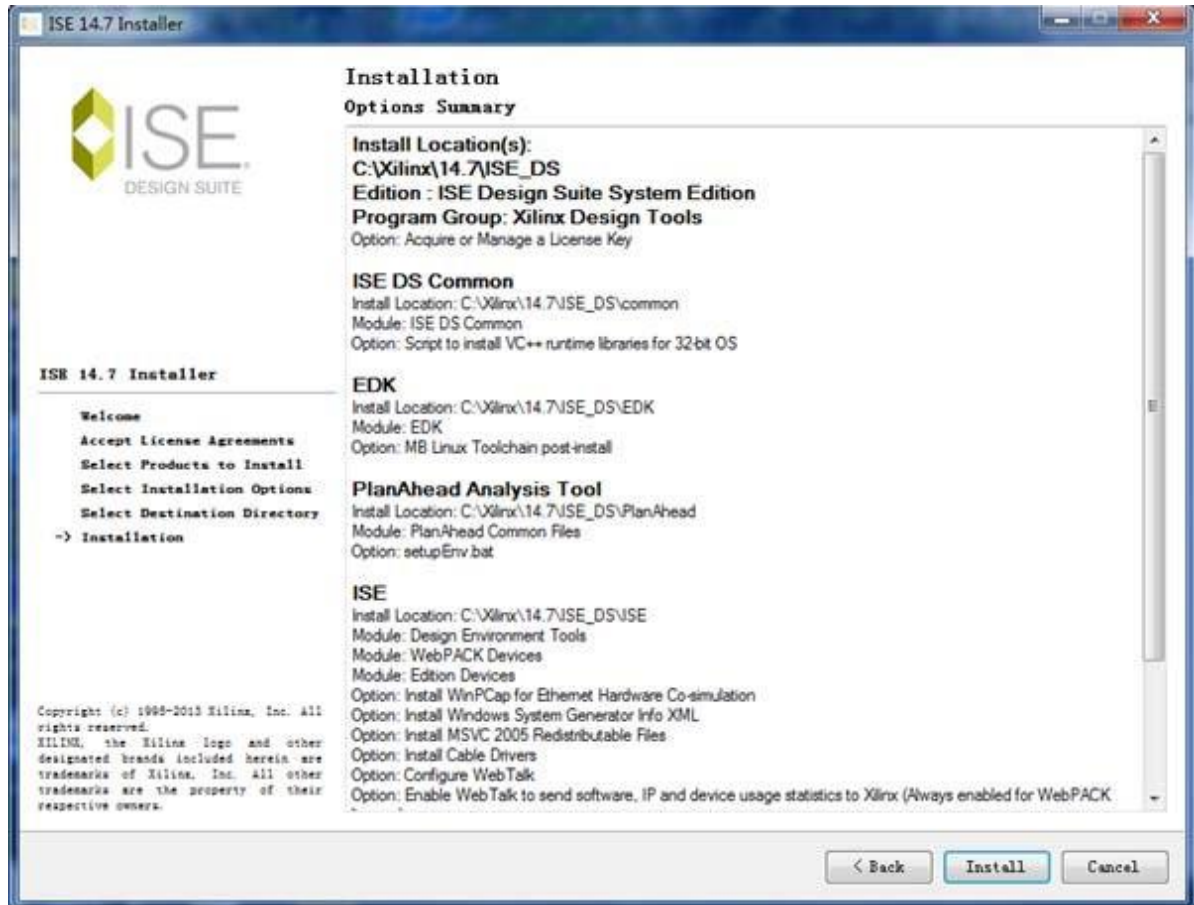 ISE 14.7 Installer
ISE
DESIGN SUITE
ISE 14.7 Installer
Welcome
Accept License Agreements
Select Products to Install
Select Installation Options
Select Destination Directory
-> Installation
Copyright (c) 1995-2013 Xilinx, Inc. All
rights reserved.
XILINX, the Xilinx logo and other
designated brands included herein are
trademarks of Xilinx, Inc. All other
trademarks are the property of their
respective owners.
Installation
Options Summary
Install Location(s):
C:\Xilinx\14.7\ISE_DS
Edition : ISE Design Suite System Edition
Program Group: Xilinx Design Tools
Option: Acquire or Manage a License Key
ISE DS Common
Install Location: C:\Xilinx\14.7\ISE_DS\common
Module: ISE DS Common
Option: Script to install VC++ runtime libraries for 32-bit OS
EDK
Install Location: C:\Xilinx\14.7\ISE_DS\EDK
Module: EDK
Option: MB Linux Toolchain post-install
PlanAhead Analysis Tool
Install Location: C:\Xilinx\14.7\ISE_DS\PlanAhead
Module: PlanAhead Common Files
Option: setupEnv.bat
ISE
Install Location: C:\Xilinx\14.7\ISE_DS\ISE
Module: Design Environment Tools
Module: WebPACK Devices
Module: Edition Devices
Option: Install WinPCap for Ethernet Hardware Co-simulation
Option: Install Windows System Generator Info XML
Option: Install MSVC 2005 Redistributable Files
Option: Install Cable Drivers
Option: Configure WebTalk
Option: Enable WebTalk to send software, IP and device usage statistics to Xilinx (Always enabled for WebPACK
< Back
Install
Cancel